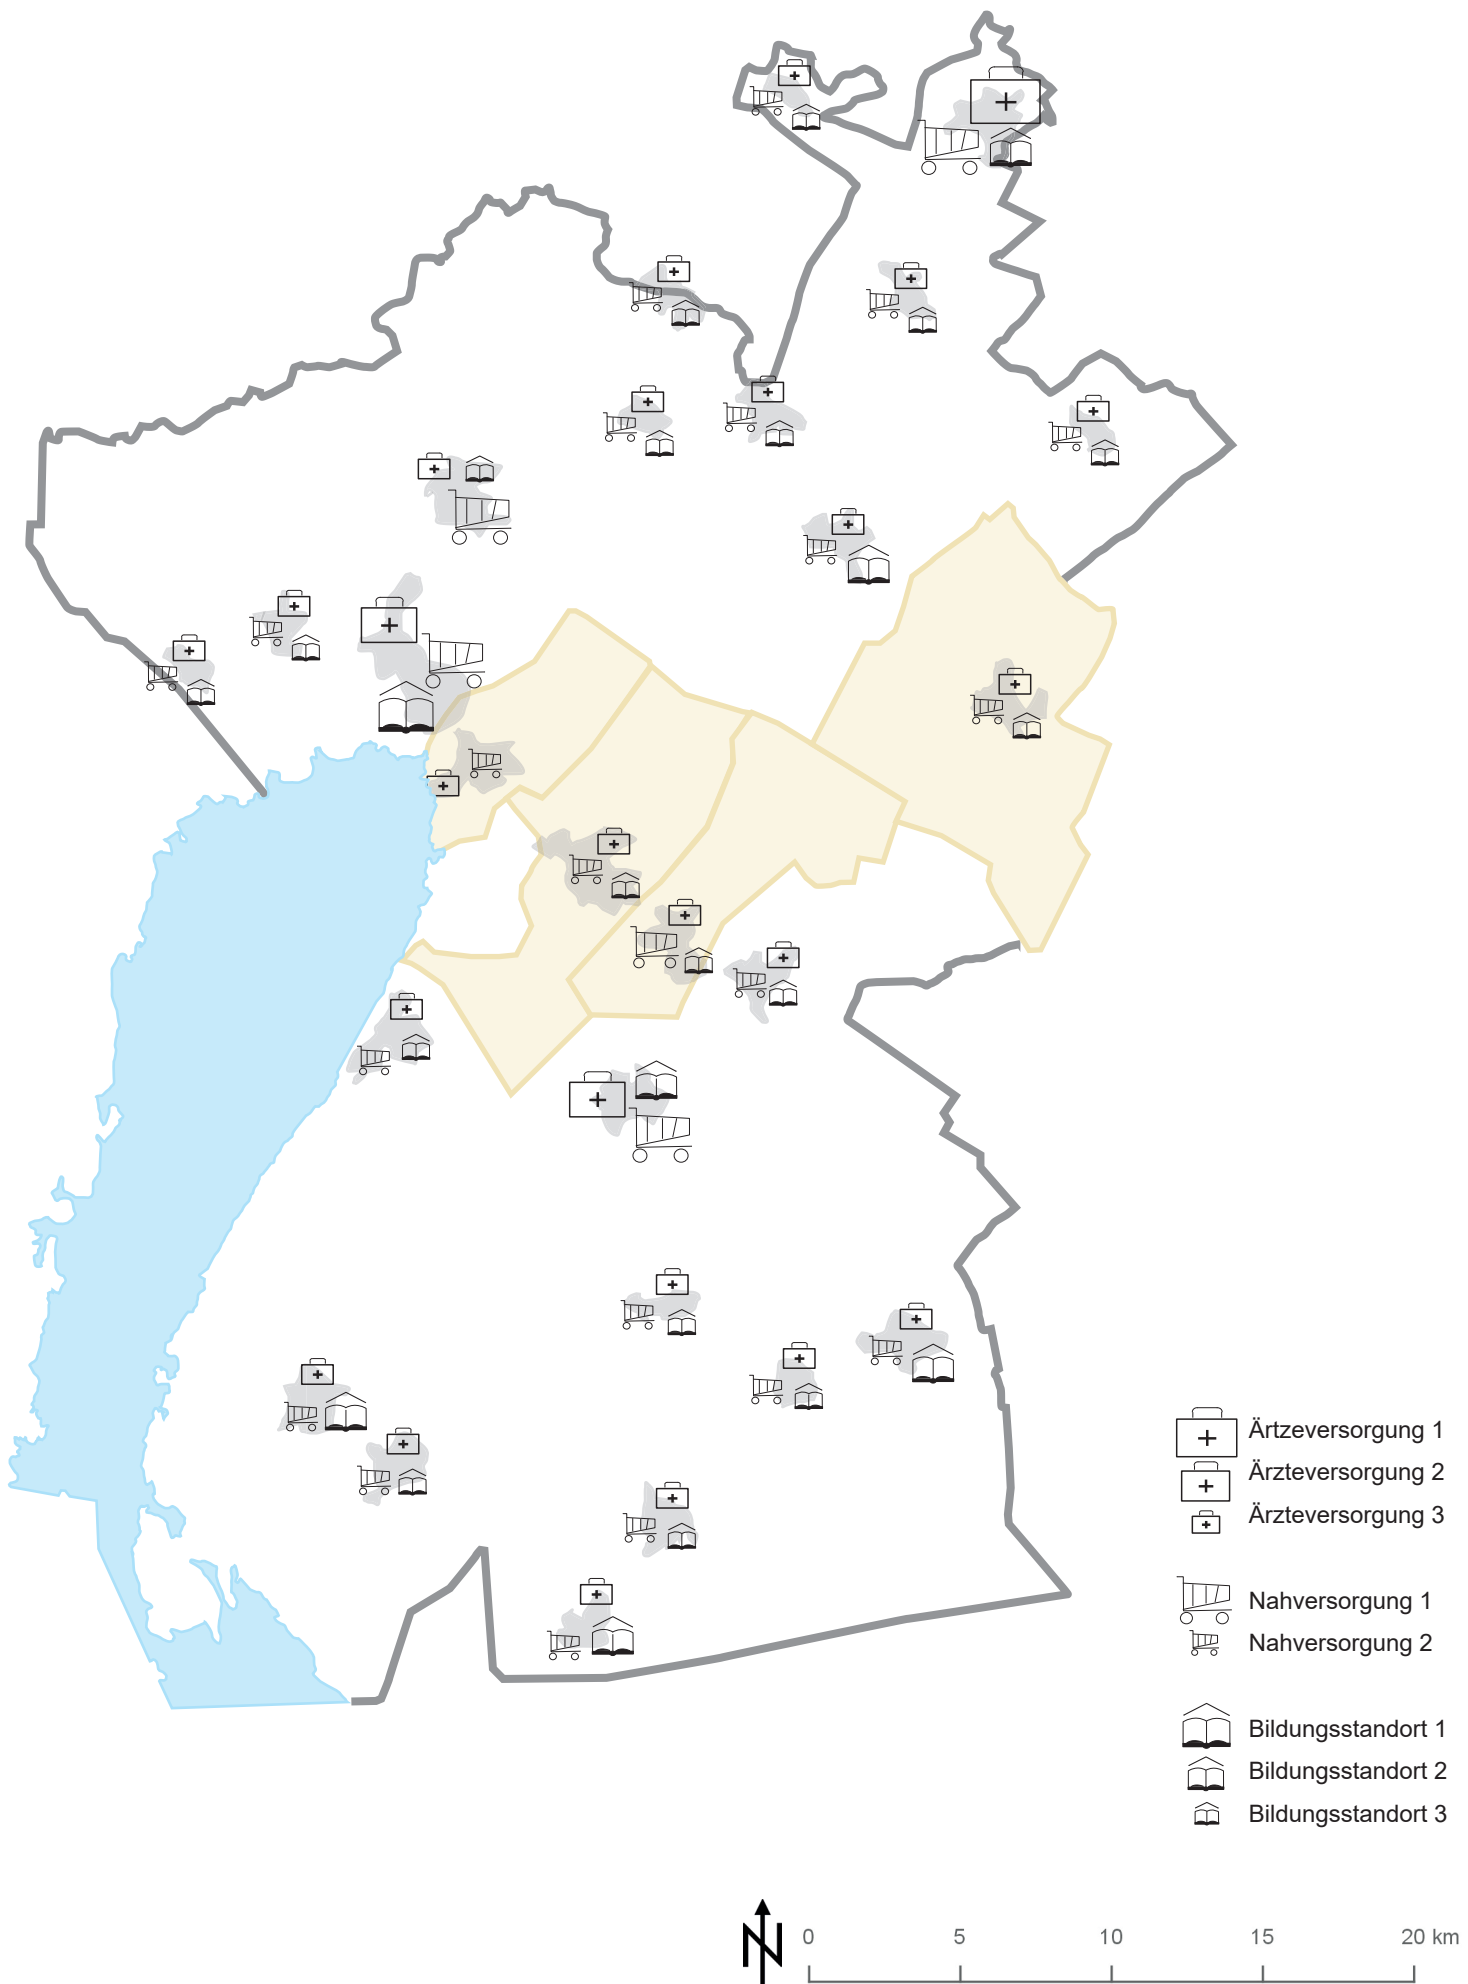 Ärtzeversorgung 1
Ärzteversorgung 2
Ärzteversorgung 3
Nahversorgung 1
Nahversorgung 2
Bildungsstandort 1
Bildungsstandort 2
Bildungsstandort 3
N
0 5 10 15 20 km